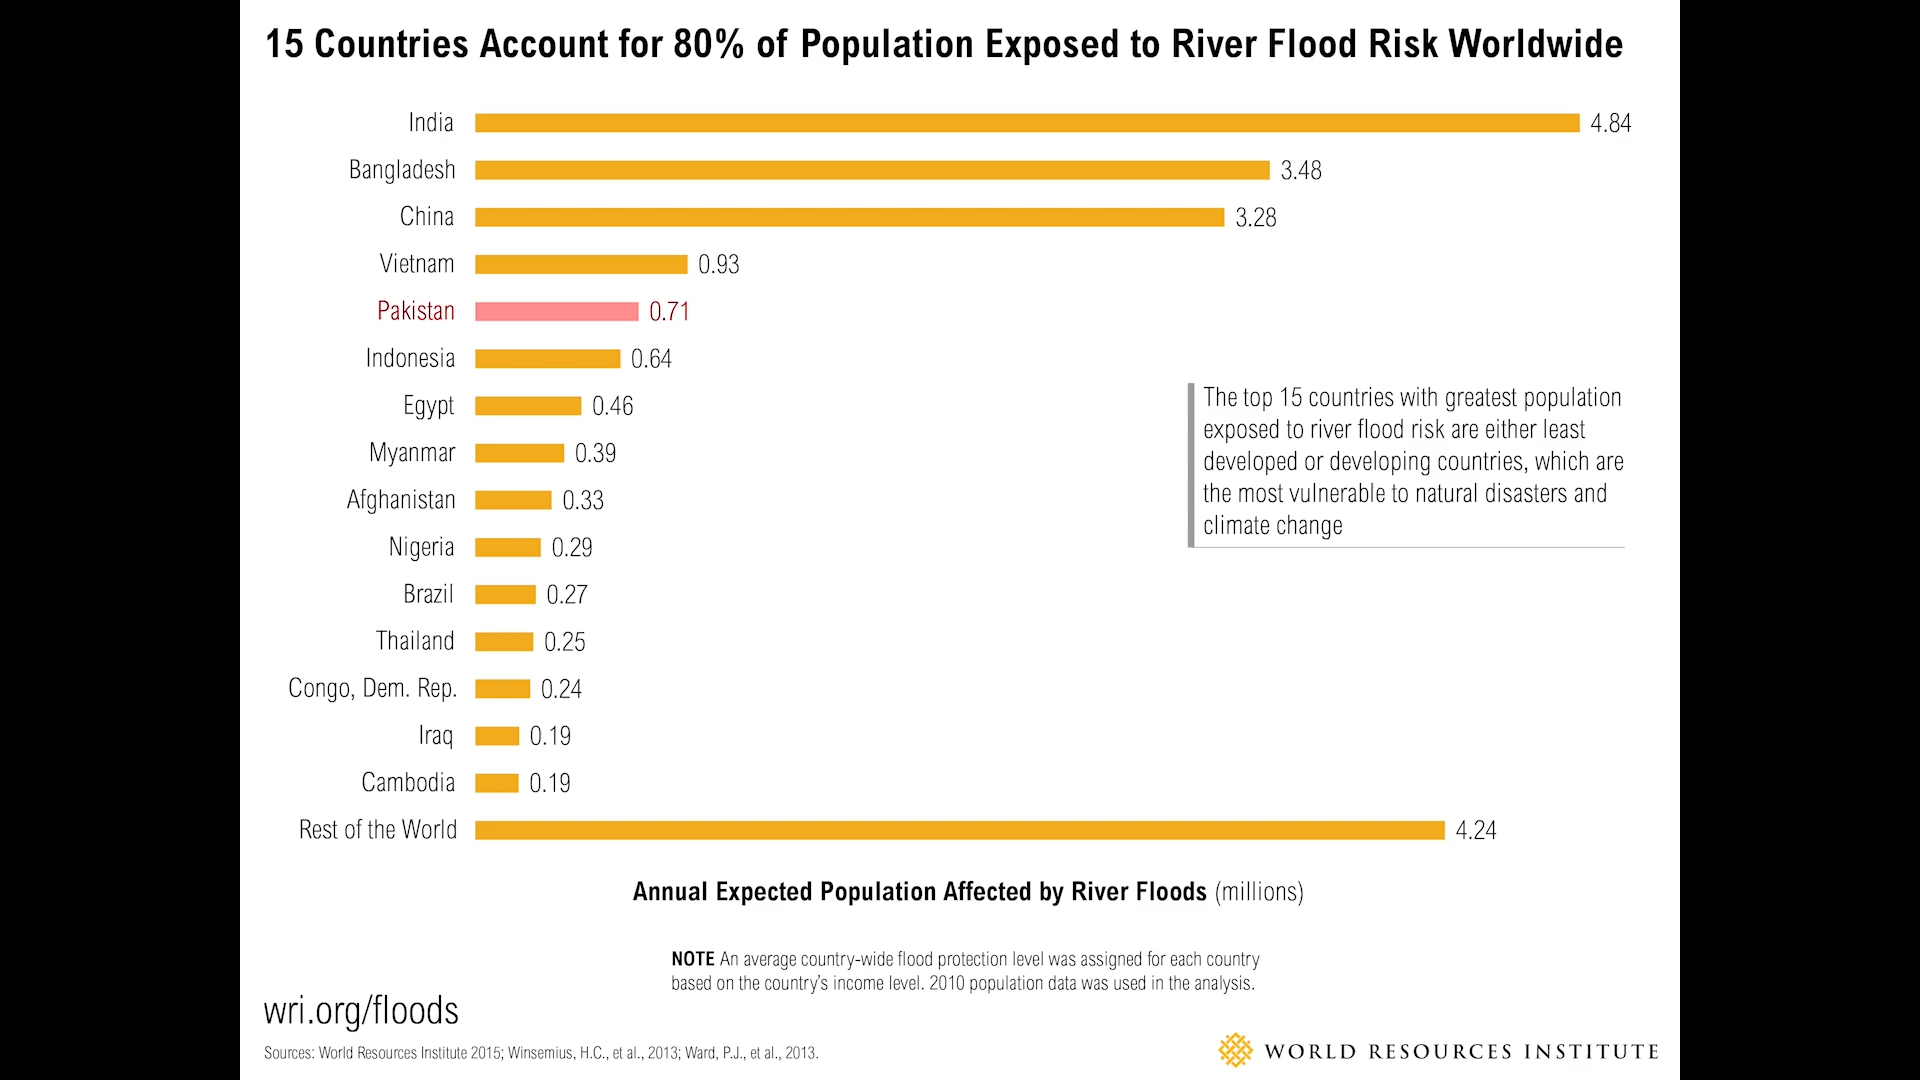 15 Countries Account for 80% of Population Exposed to River Flood Risk Worldwide
India 4.84
Bangladesh 3.48
China 3.28
Vietnam 0.93
Pakistan 0.71
Indonesia 0.64
Egypt 0.46
Myanmar 0.39
Afghanistan 0.33
Nigeria 0.29
Brazil 0.27
Thailand 0.25
Congo, Dem. Rep. 0.24
Iraq 0.19
Cambodia 0.19
Rest of the World 4.24
The top 15 countries with greatest population
exposed to river flood risk are either least
developed or developing countries, which are
the most vulnerable to natural disasters and
climate change
Annual Expected Population Affected by River Floods (millions)
NOTE An average country-wide flood protection level was assigned for each country
based on the country’s income level. 2010 population data was used in the analysis.
wri.org/floods
Sources: World Resources Institute 2015; Winsemius, H.C., et al., 2013; Ward, P.J., et al., 2013.
WORLD RESOURCES INSTITUTE